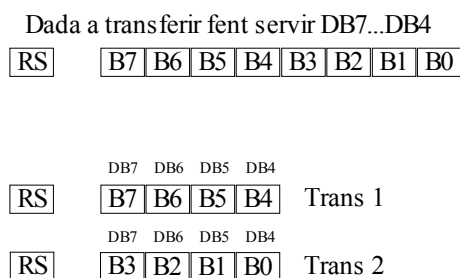 Dada a transferir fent servir DB7...DB4
RS B7 B6 B5 B4 B3 B2 B1 B0
DB7 DB6 DB5 DB4
RS B7 B6 B5 B4 Trans 1
DB7 DB6 DB5 DB4
RS B3 B2 B1 B0 Trans 2